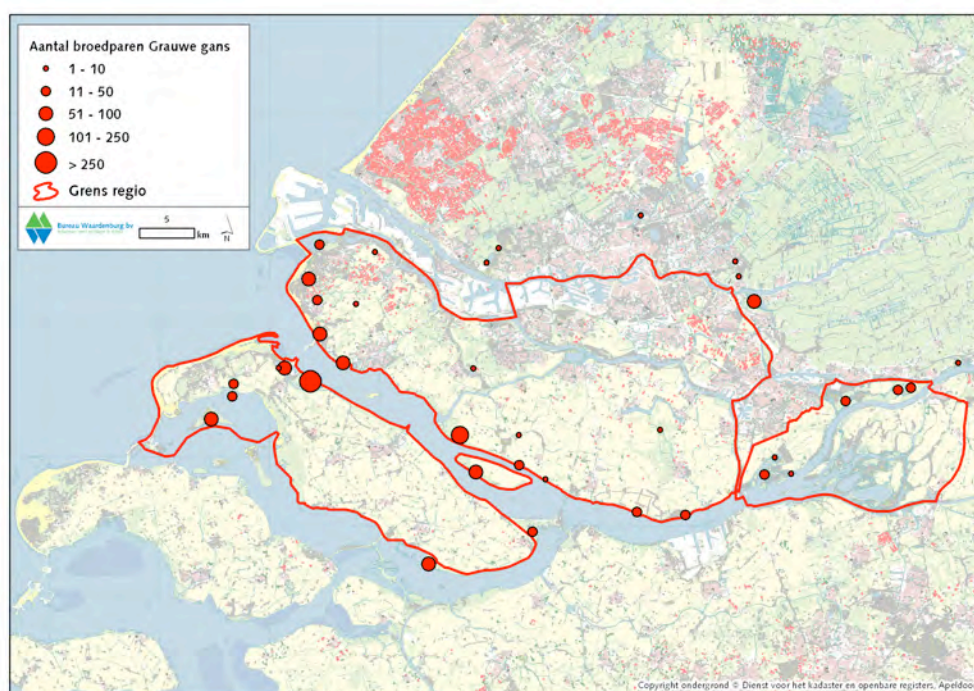 Aantal broedparen Grauwe gans
1 - 10
11 - 50
51 - 100
101 - 250
> 250
Grens regio
Bureau Waardenburg bv
5
km
N
Copyright ondergrond © Dienst voor het kadaster en openbare registers, Apeldoo